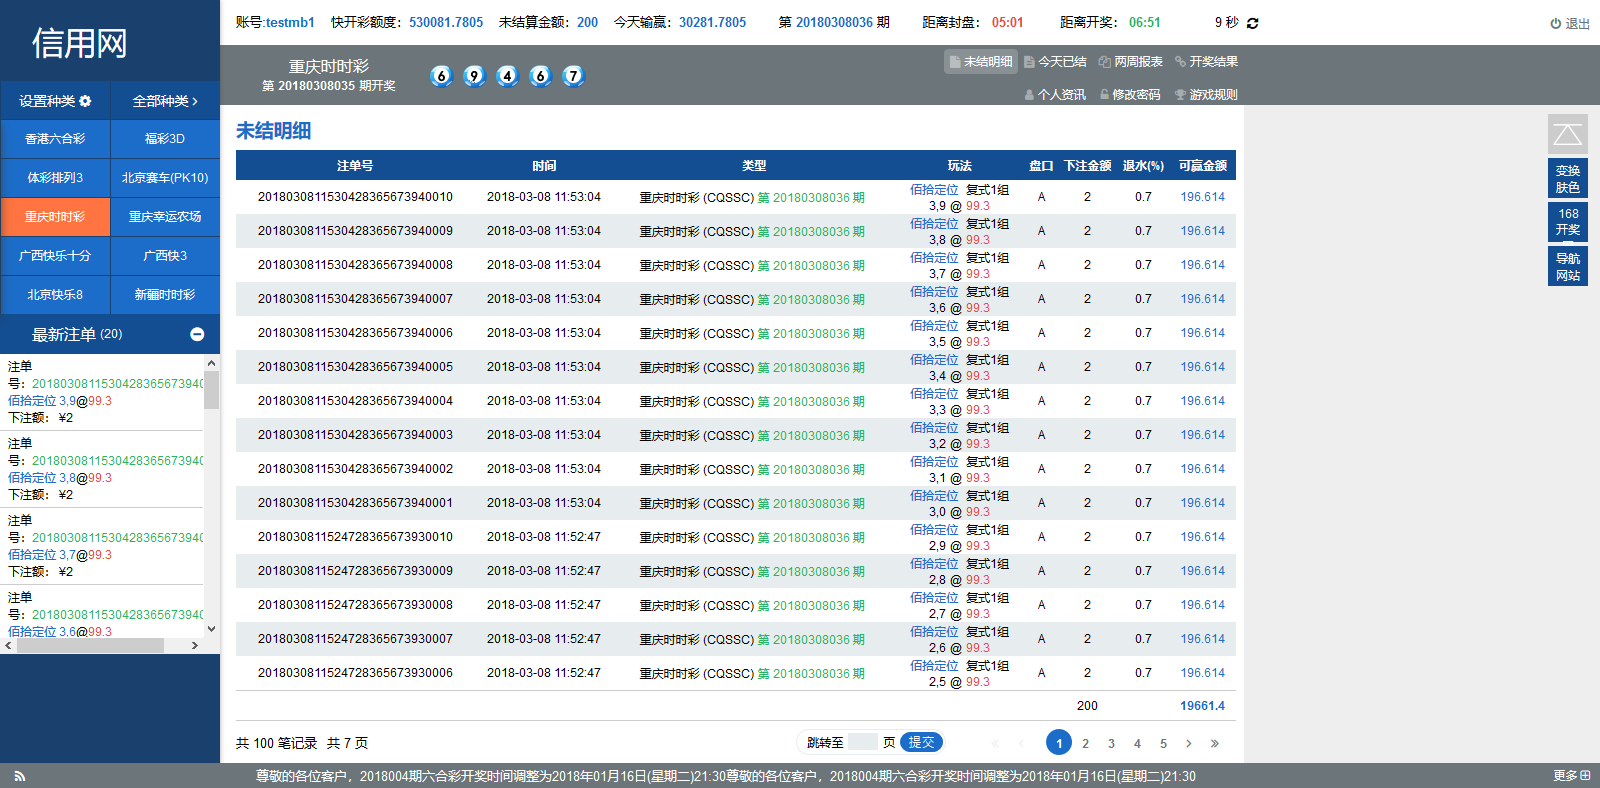 信用网
账号:testmb1 快开彩额度：530081.7805 未结算金额：200 今天输赢：30281.7805 第 20180308036 期 距离封盘： 05:01 距离开奖： 06:51 9 秒
退出
重庆时时彩
第 20180308035 期开奖
6 9 4 6 7
未结明细 今天已结 两周报表 开奖结果
个人资讯 修改密码 游戏规则
设置种类 全部种类
香港六合彩 福彩3D
体彩排列3 北京赛车(PK10)
重庆时时彩 重庆幸运农场
广西快乐十分 广西快3
北京快乐8 新疆时时彩
最新注单 (20)
注单
号：2018030811530428365673940
佰拾定位 3,9@99.3
下注额： ¥2
注单
号：2018030811530428365673940
佰拾定位 3,8@99.3
下注额： ¥2
注单
号：2018030811530428365673940
佰拾定位 3,7@99.3
下注额： ¥2
注单
号：2018030811530428365673940
佰拾定位 3,6@99.3
未结明细
注单号 时间 类型 玩法 盘口 下注金额 退水(%) 可赢金额
20180308115304283656739​40010 2018-03-08 11:53:04 重庆时时彩 (CQSSC) 第 20180308036 期 佰拾定位 复式1组 A 2 0.7 196.614
3,9 @ 99.3
2018030811530428365673940009 2018-03-08 11:53:04 重庆时时彩 (CQSSC) 第 20180308036 期 佰拾定位 复式1组 A 2 0.7 196.614
3,8 @ 99.3
2018030811530428365673940008 2018-03-08 11:53:04 重庆时时彩 (CQSSC) 第 20180308036 期 佰拾定位 复式1组 A 2 0.7 196.614
3,7 @ 99.3
2018030811530428365673940007 2018-03-08 11:53:04 重庆时时彩 (CQSSC) 第 20180308036 期 佰拾定位 复式1组 A 2 0.7 196.614
3,6 @ 99.3
2018030811530428365673940006 2018-03-08 11:53:04 重庆时时彩 (CQSSC) 第 20180308036 期 佰拾定位 复式1组 A 2 0.7 196.614
3,5 @ 99.3
2018030811530428365673940005 2018-03-08 11:53:04 重庆时时彩 (CQSSC) 第 20180308036 期 佰拾定位 复式1组 A 2 0.7 196.614
3,4 @ 99.3
2018030811530428365673940004 2018-03-08 11:53:04 重庆时时彩 (CQSSC) 第 20180308036 期 佰拾定位 复式1组 A 2 0.7 196.614
3,3 @ 99.3
2018030811530428365673940003 2018-03-08 11:53:04 重庆时时彩 (CQSSC) 第 20180308036 期 佰拾定位 复式1组 A 2 0.7 196.614
3,2 @ 99.3
2018030811530428365673940002 2018-03-08 11:53:04 重庆时时彩 (CQSSC) 第 20180308036 期 佰拾定位 复式1组 A 2 0.7 196.614
3,1 @ 99.3
2018030811530428365673940001 2018-03-08 11:53:04 重庆时时彩 (CQSSC) 第 20180308036 期 佰拾定位 复式1组 A 2 0.7 196.614
3,0 @ 99.3
2018030811524728365673930010 2018-03-08 11:52:47 重庆时时彩 (CQSSC) 第 20180308036 期 佰拾定位 复式1组 A 2 0.7 196.614
2,9 @ 99.3
2018030811524728365673930009 2018-03-08 11:52:47 重庆时时彩 (CQSSC) 第 20180308036 期 佰拾定位 复式1组 A 2 0.7 196.614
2,8 @ 99.3
2018030811524728365673930008 2018-03-08 11:52:47 重庆时时彩 (CQSSC) 第 20180308036 期 佰拾定位 复式1组 A 2 0.7 196.614
2,7 @ 99.3
2018030811524728365673930007 2018-03-08 11:52:47 重庆时时彩 (CQSSC) 第 20180308036 期 佰拾定位 复式1组 A 2 0.7 196.614
2,6 @ 99.3
2018030811524728365673930006 2018-03-08 11:52:47 重庆时时彩 (CQSSC) 第 20180308036 期 佰拾定位 复式1组 A 2 0.7 196.614
2,5 @ 99.3
200 19661.4
共 100 笔记录 共 7 页 跳转至 页 提交 « ‹ 1 2 3 4 5 › »
变换
肤色
168
开奖
导航
网站
尊敬的各位客户，2018004期六合彩开奖时间调整为2018年01月16日(星期二)21:30尊敬的各位客户，2018004期六合彩开奖时间调整为2018年01月16日(星期二)21:30
更多